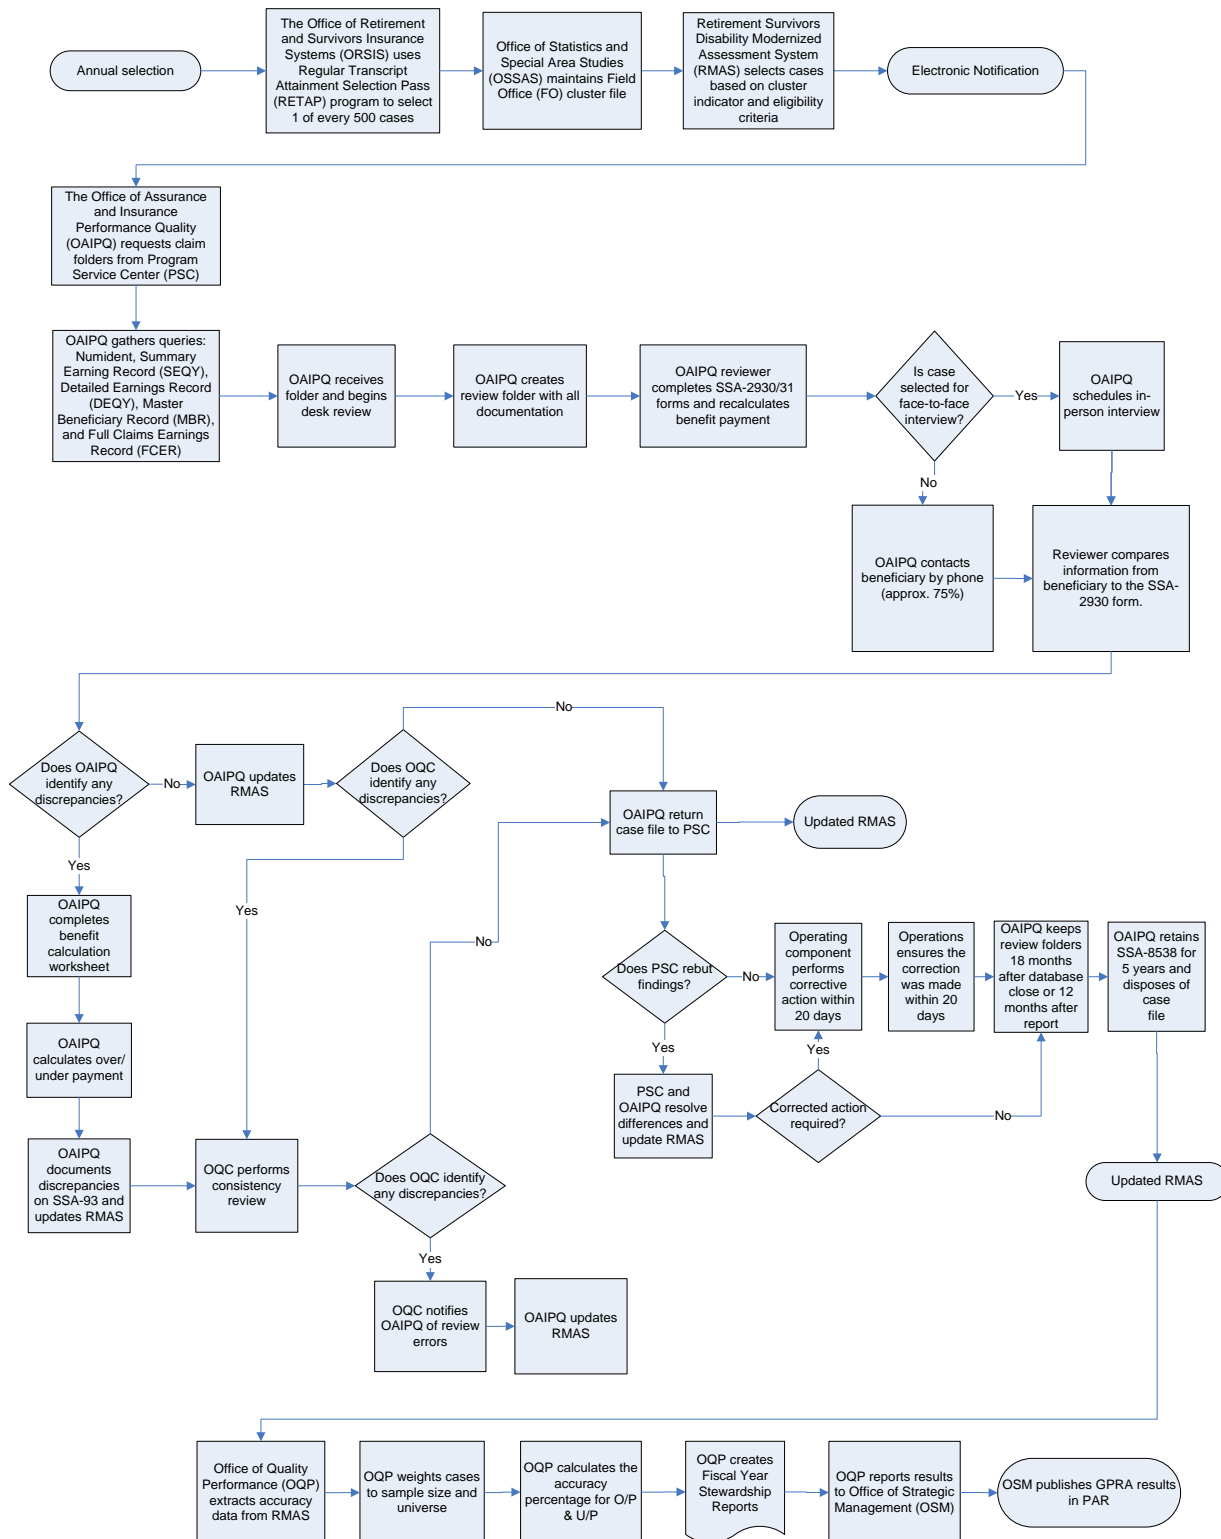 Annual selection
The Office of Retirement
and Survivors Insurance
Systems (ORSIS) uses
Regular Transcript
Attainment Selection Pass
(RETAP) program to select
1 of every 500 cases
Office of Statistics and
Special Area Studies
(OSSAS) maintains Field
Office (FO) cluster file
Retirement Survivors
Disability Modernized
Assessment System
(RMAS) selects cases
based on cluster
indicator and eligibility
criteria
Electronic Notification
The Office of Assurance
and Insurance
Performance Quality
(OAIPQ) requests claim
folders from Program
Service Center (PSC)
OAIPQ gathers queries:
Numident, Summary
Earning Record (SEQY),
Detailed Earnings Record
(DEQY), Master
Beneficiary Record (MBR),
and Full Claims Earnings
Record (FCER)
OAIPQ receives
folder and begins
desk review
OAIPQ creates
review folder with all
documentation
OAIPQ reviewer
completes SSA-2930/31
forms and recalculates
benefit payment
Is case
selected for
face-to-face
interview?
Yes
OAIPQ
schedules in-
person interview
No
OAIPQ contacts
beneficiary by phone
(approx. 75%)
Reviewer compares
information from
beneficiary to the SSA-
2930 form.
Does OAIPQ
identify any
discrepancies?
No
OAIPQ updates
RMAS
Does OQC
identify any
discrepancies?
No
OAIPQ return
case file to PSC
Updated RMAS
Yes
OAIPQ
completes
benefit
calculation
worksheet
Yes
No
Does PSC rebut
findings?
No
Operating
component
performs
corrective
action within
20 days
Operations
ensures the
correction
was made
within 20
days
OAIPQ keeps
review folders
18 months
after database
close or 12
months after
report
OAIPQ retains
SSA-8538 for
5 years and
disposes of
case
file
OAIPQ
calculates over/
under payment
Yes
PSC and
OAIPQ resolve
differences and
update RMAS
Corrected action
required?
Yes
No
OAIPQ
documents
discrepancies
on SSA-93 and
updates RMAS
OQC performs
consistency
review
Does OQC identify
any discrepancies?
Updated RMAS
Yes
OQC notifies
OAIPQ of review
errors
OAIPQ updates
RMAS
Office of Quality
Performance (OQP)
extracts accuracy
data from RMAS
OQP weights cases
to sample size and
universe
OQP calculates the
accuracy
percentage for O/P
& U/P
OQP creates
Fiscal Year
Stewardship
Reports
OQP reports results
to Office of Strategic
Management (OSM)
OSM publishes GPRA results
in PAR